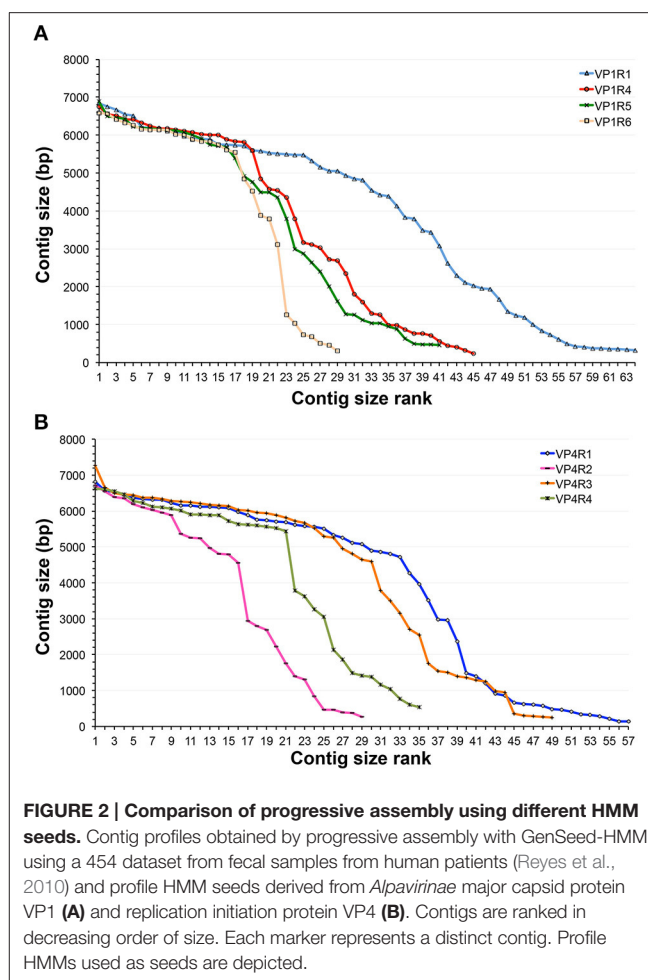 A
8000
7000
6000
5000
4000
3000
2000
1000
0
Contig size (bp)
VP1R1
VP1R4
VP1R5
VP1R6
1 3 5 7 9 11 13 15 17 19 21 23 25 27 29 31 33 35 37 39 41 43 45 47 49 51 53 55 57 59 61 63
Contig size rank
B
8000
7000
6000
5000
4000
3000
2000
1000
0
Contig size (bp)
VP4R1
VP4R2
VP4R3
VP4R4
1 3 5 7 9 11 13 15 17 19 21 23 25 27 29 31 33 35 37 39 41 43 45 47 49 51 53 55 57
Contig size rank
FIGURE 2 | Comparison of progressive assembly using different HMM
seeds. Contig profiles obtained by progressive assembly with GenSeed-HMM
using a 454 dataset from fecal samples from human patients (Reyes et al.,
2010) and profile HMM seeds derived from Alpavirinae major capsid protein
VP1 (A) and replication initiation protein VP4 (B). Contigs are ranked in
decreasing order of size. Each marker represents a distinct contig. Profile
HMMs used as seeds are depicted.